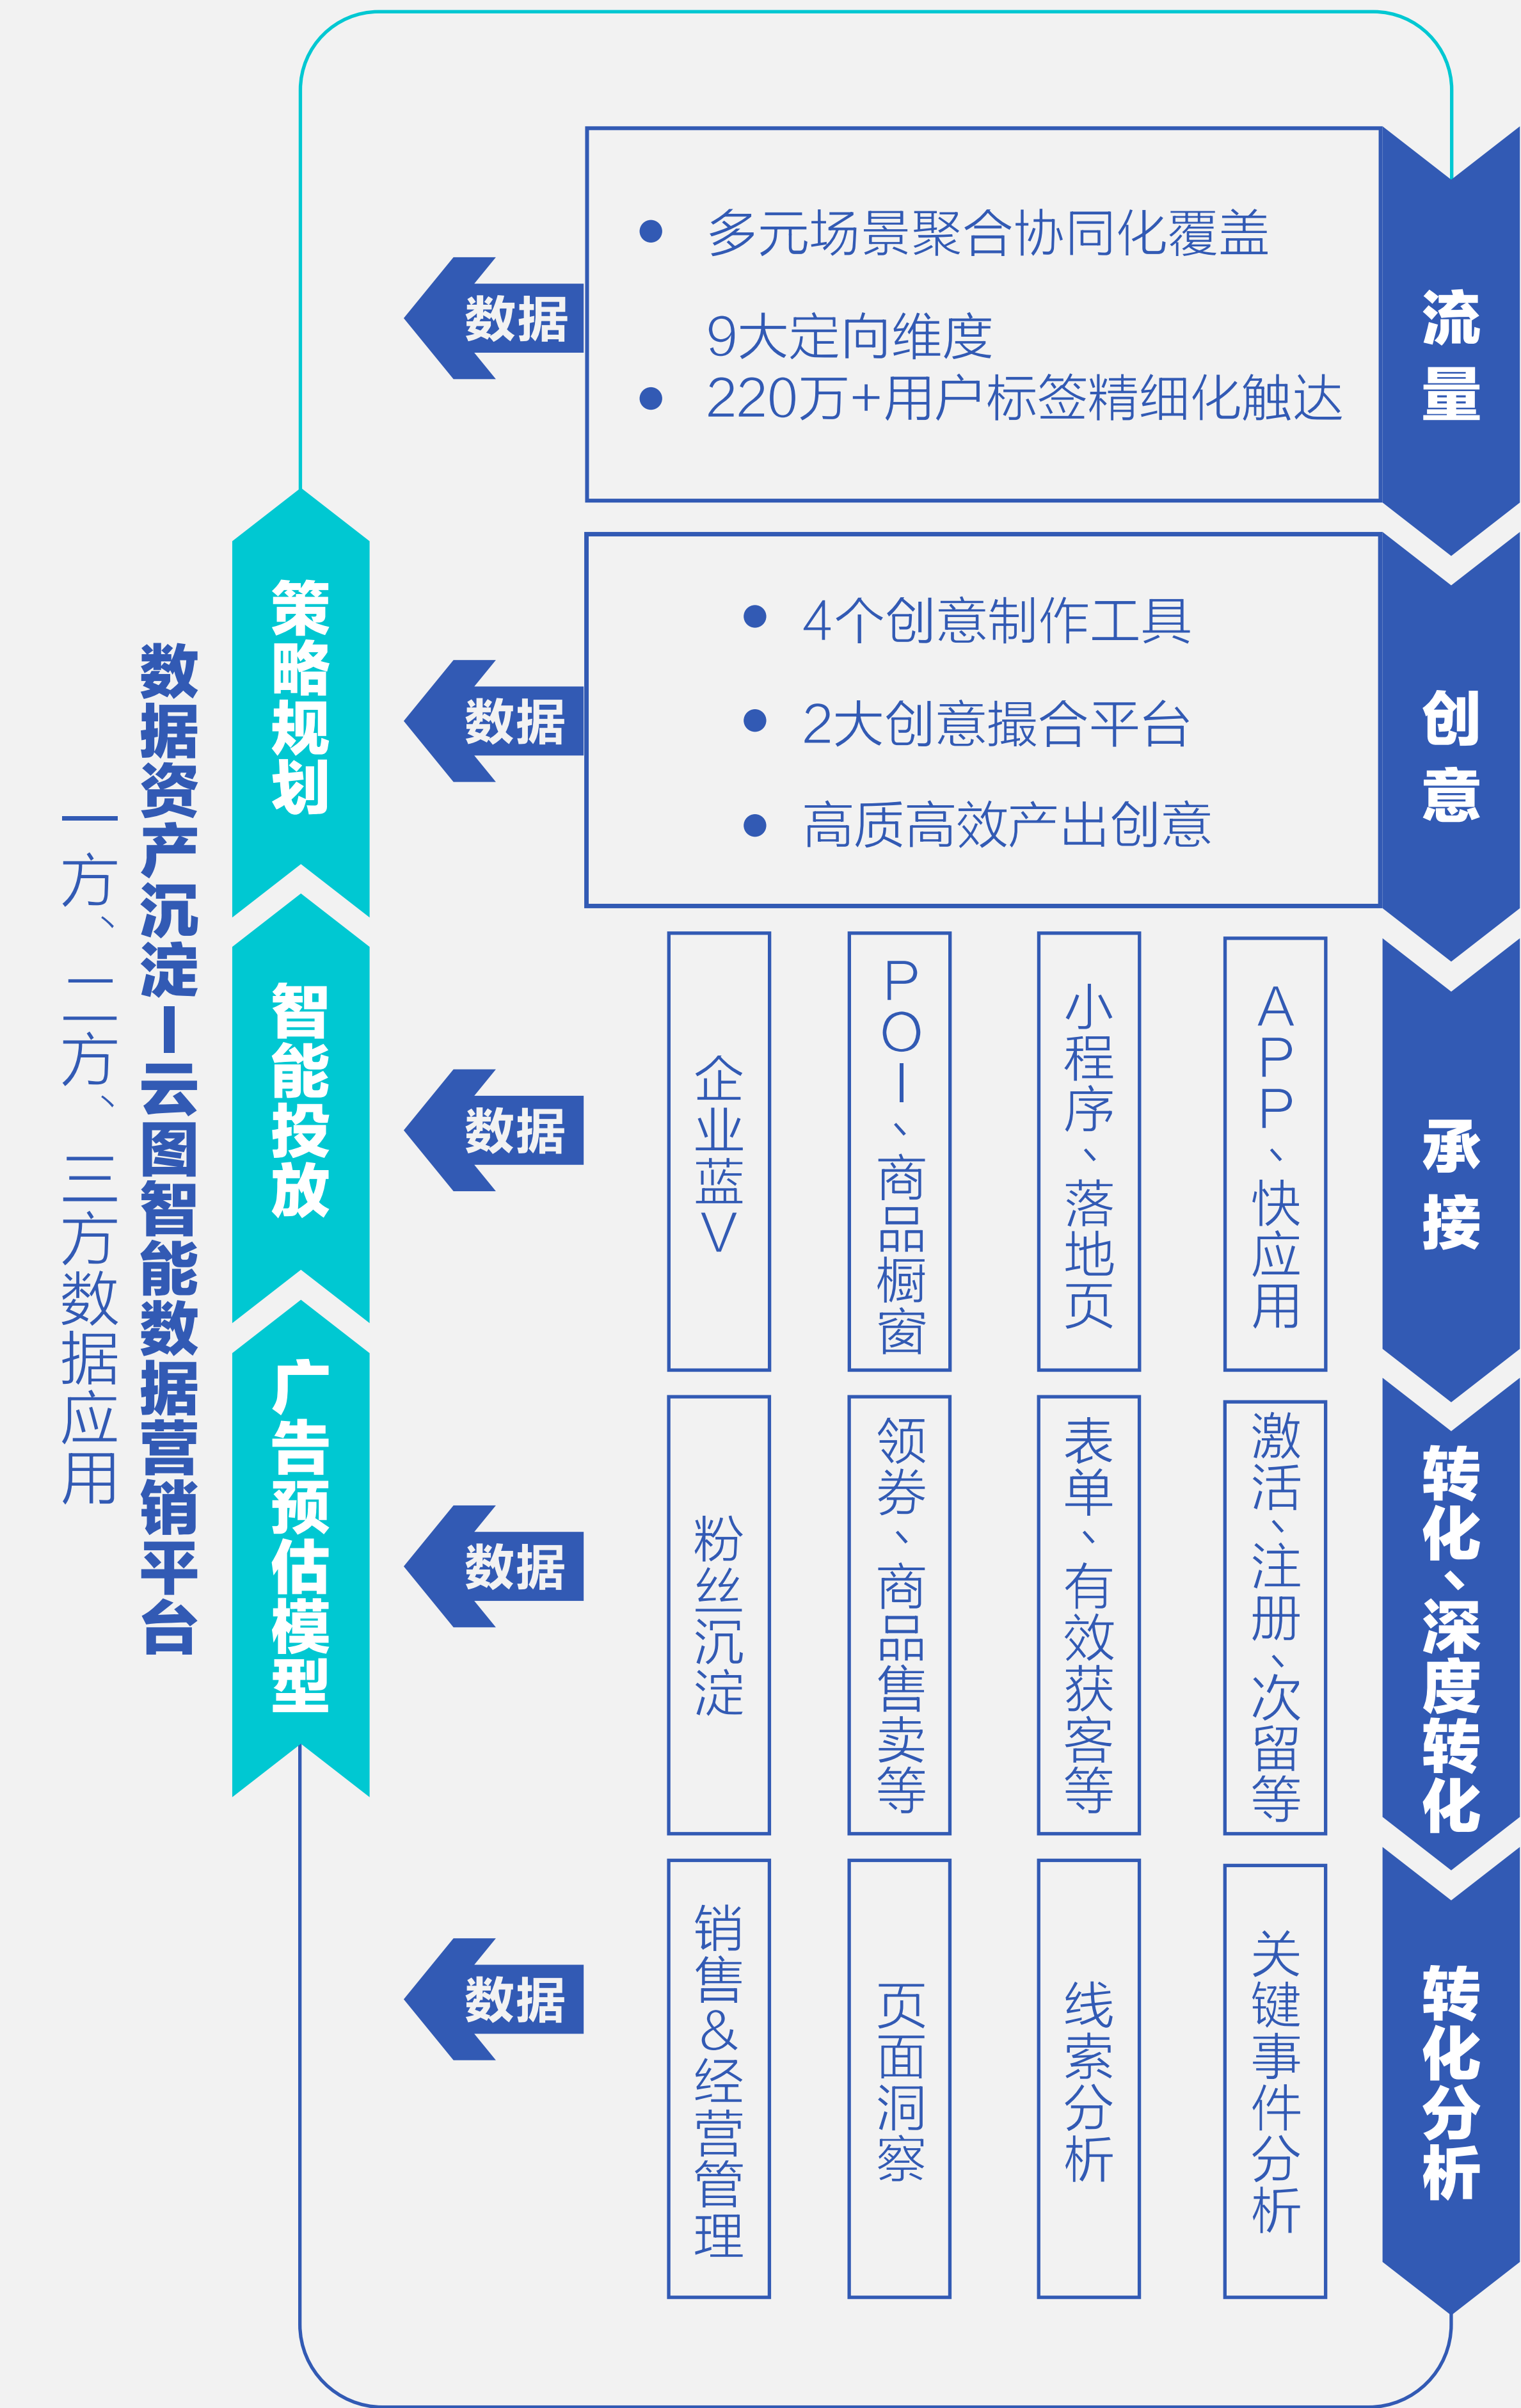 多元场景聚合协同化覆盖
9大定向维度
220万+用户标签精细化触达
流量
数据
4个创意制作工具
2大创意撮合平台
高质高效产出创意
创意
数据
企业蓝V
POI、商品橱窗
小程序、落地页
APP、快应用
承接
数据
粉丝沉淀
领券、商品售卖等
表单、有效获客等
激活、注册、次留等
转化、深度转化
数据
销售&经营管理
页面洞察
线索分析
关键事件分析
转化分析
数据
策略规划
智能投放
广告预估模型
数据资产沉淀—云图智能数据营销平台
一方、二方、三方数据应用